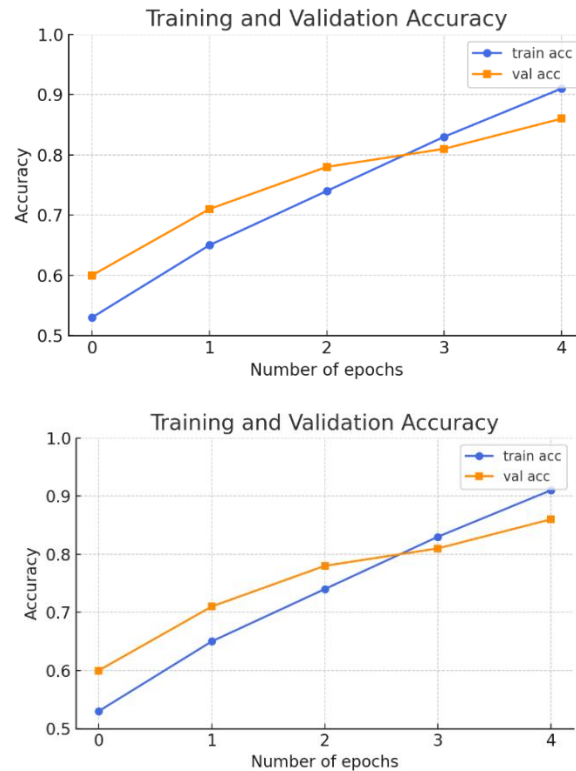 Training and Validation Accuracy
1.0
train acc
val acc
0.9
0.8
Accuracy
0.7
0.6
0.5
0 1 2 3 4
Number of epochs
Training and Validation Accuracy
1.0
train acc
val acc
0.9
0.8
Accuracy
0.7
0.6
0.5
0 1 2 3 4
Number of epochs